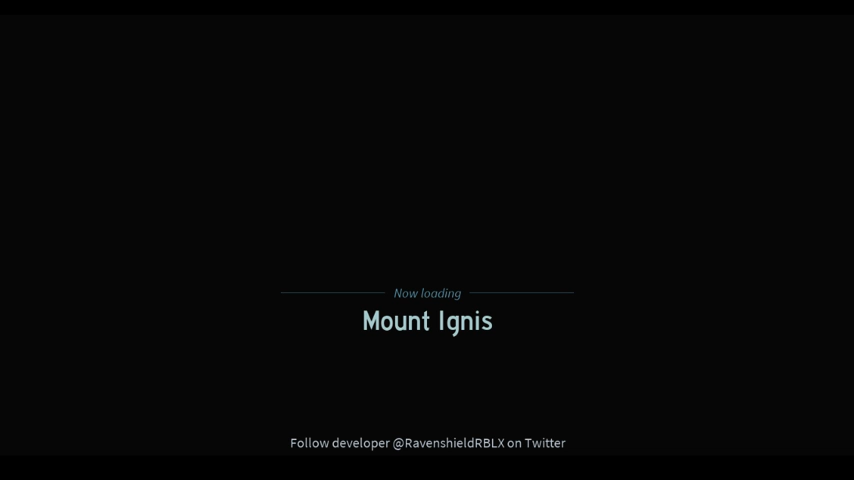 Now loading
Mount Ignis
Follow developer @RavenshieldRBLX on Twitter